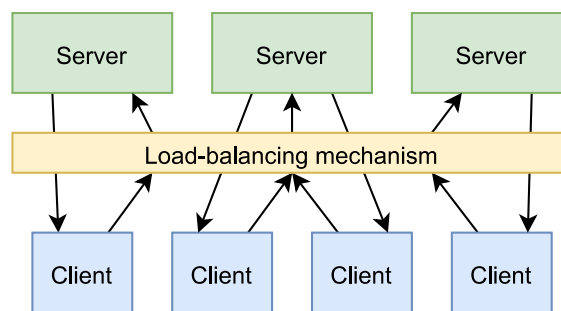 Server
Server
Server
Load-balancing mechanism
Client
Client
Client
Client